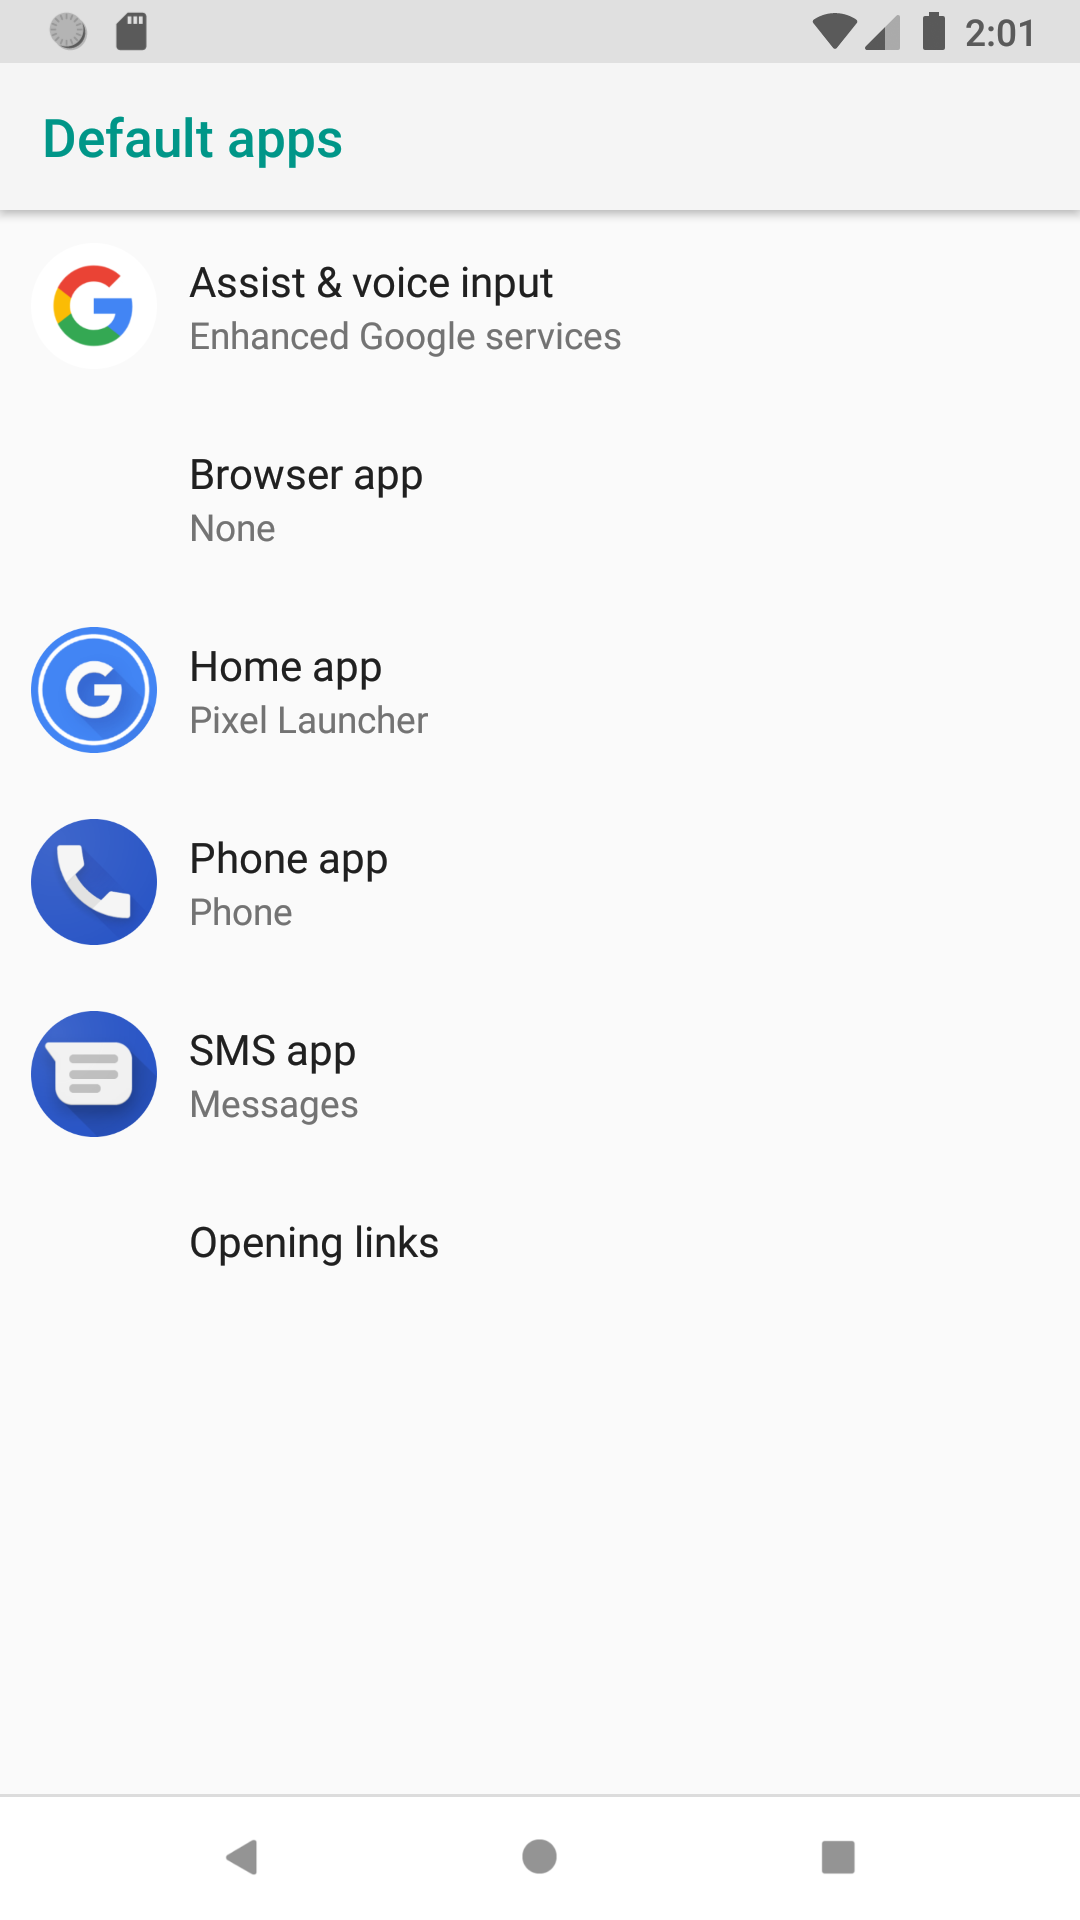 2:01
Default apps
Assist & voice input
Enhanced Google services
Browser app
None
Home app
Pixel Launcher
Phone app
Phone
SMS app
Messages
Opening links